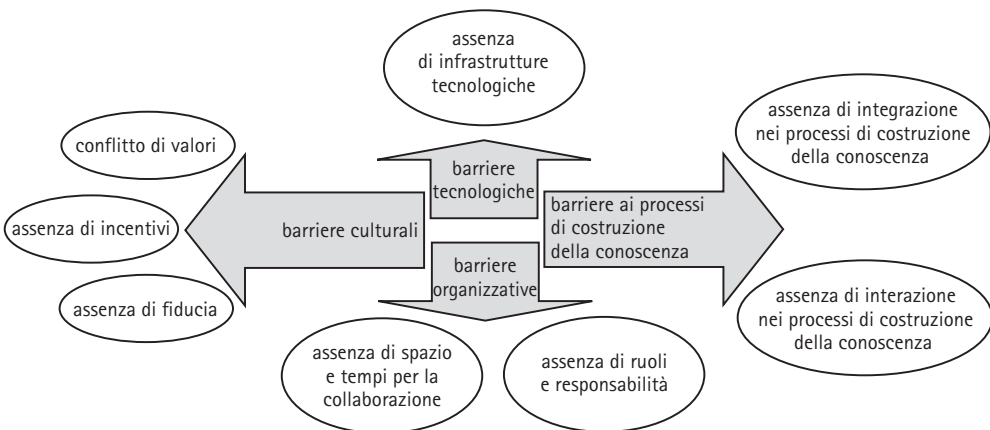 assenza
di infrastrutture
tecnologiche
conflitto di valori
assenza di incentivi
assenza di fiducia
barriere culturali
barriere
tecnologiche
barriere
organizzative
barriere ai processi
di costruzione
della conoscenza
assenza di integrazione
nei processi di costruzione
della conoscenza
assenza di interazione
nei processi di costruzione
della conoscenza
assenza di spazio
e tempi per la
collaborazione
assenza di ruoli
e responsabilità